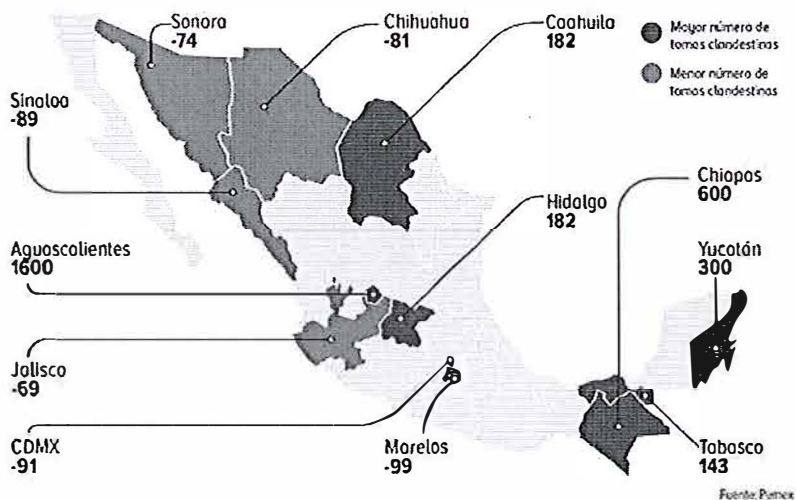 Sonora
-74
Chihuahua
-81
Coahuila
182
Mayor número de
tomas clandestinas
Menor número de
tomas clandestinas
Sinaloa
-89
Chiapas
600
Hidalgo
182
Yucatán
300
Aguascalientes
1600
Jalisco
-69
CDMX
-91
Morelos
-99
Tabasco
143
Fuente: Pemex